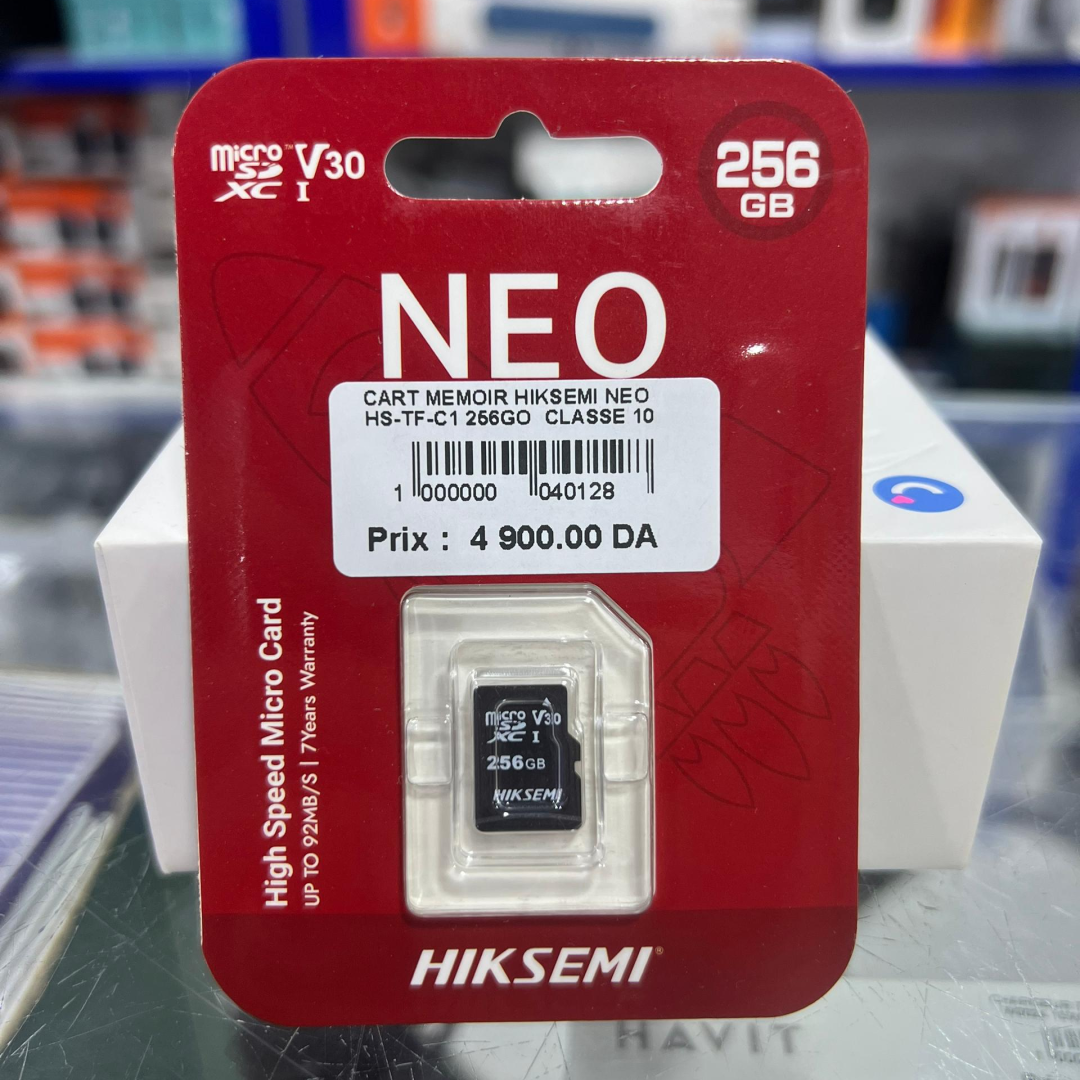 micro SD XC I V30
256
GB
NEO
CART MEMOIR HIKSEMI NEO
HS-TF-C1 256GO CLASSE 10
1 000000 040128
Prix : 4 900.00 DA
High Speed Micro Card
UP TO 92MB/S | 7Years Warranty
micro SD XC I V30
256GB
HIKSEMI
HIKSEMI®
HAVIT